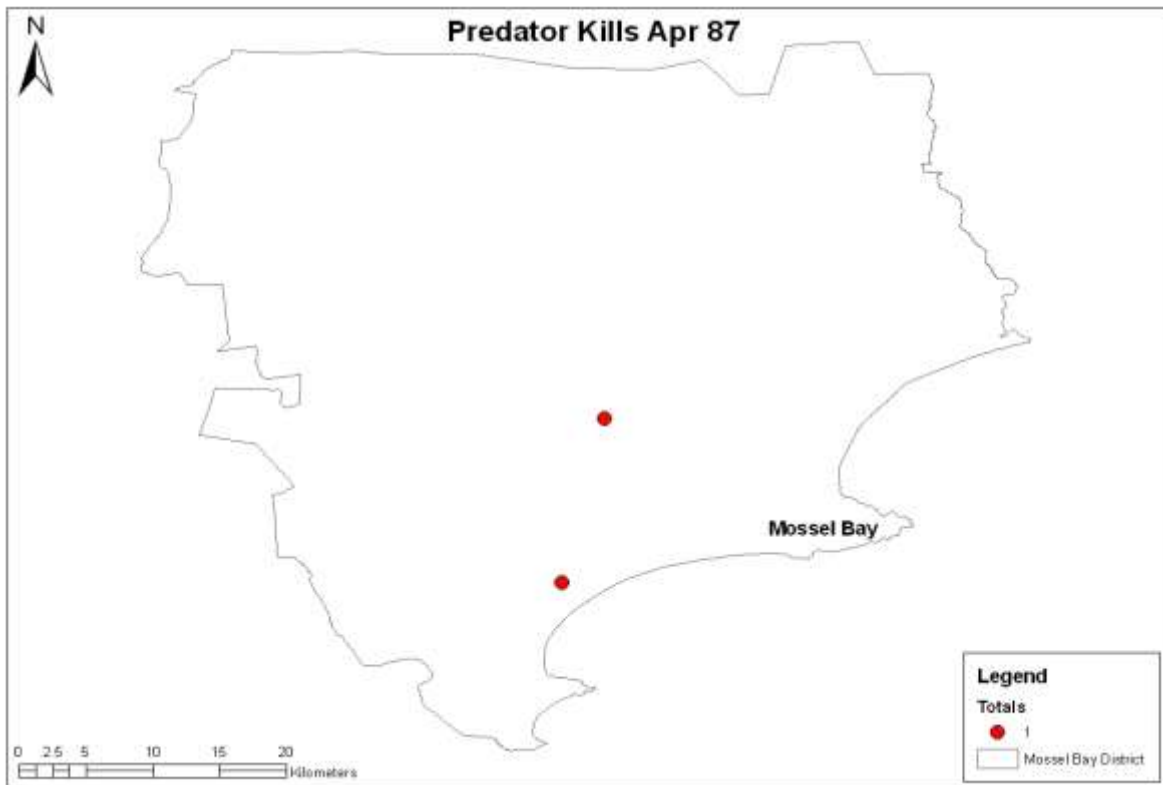 N
Predator Kills Apr 87
Mossel Bay
Legend
Totals
1
Mossel Bay District
0 2.5 5 10 15 20
Kilometers